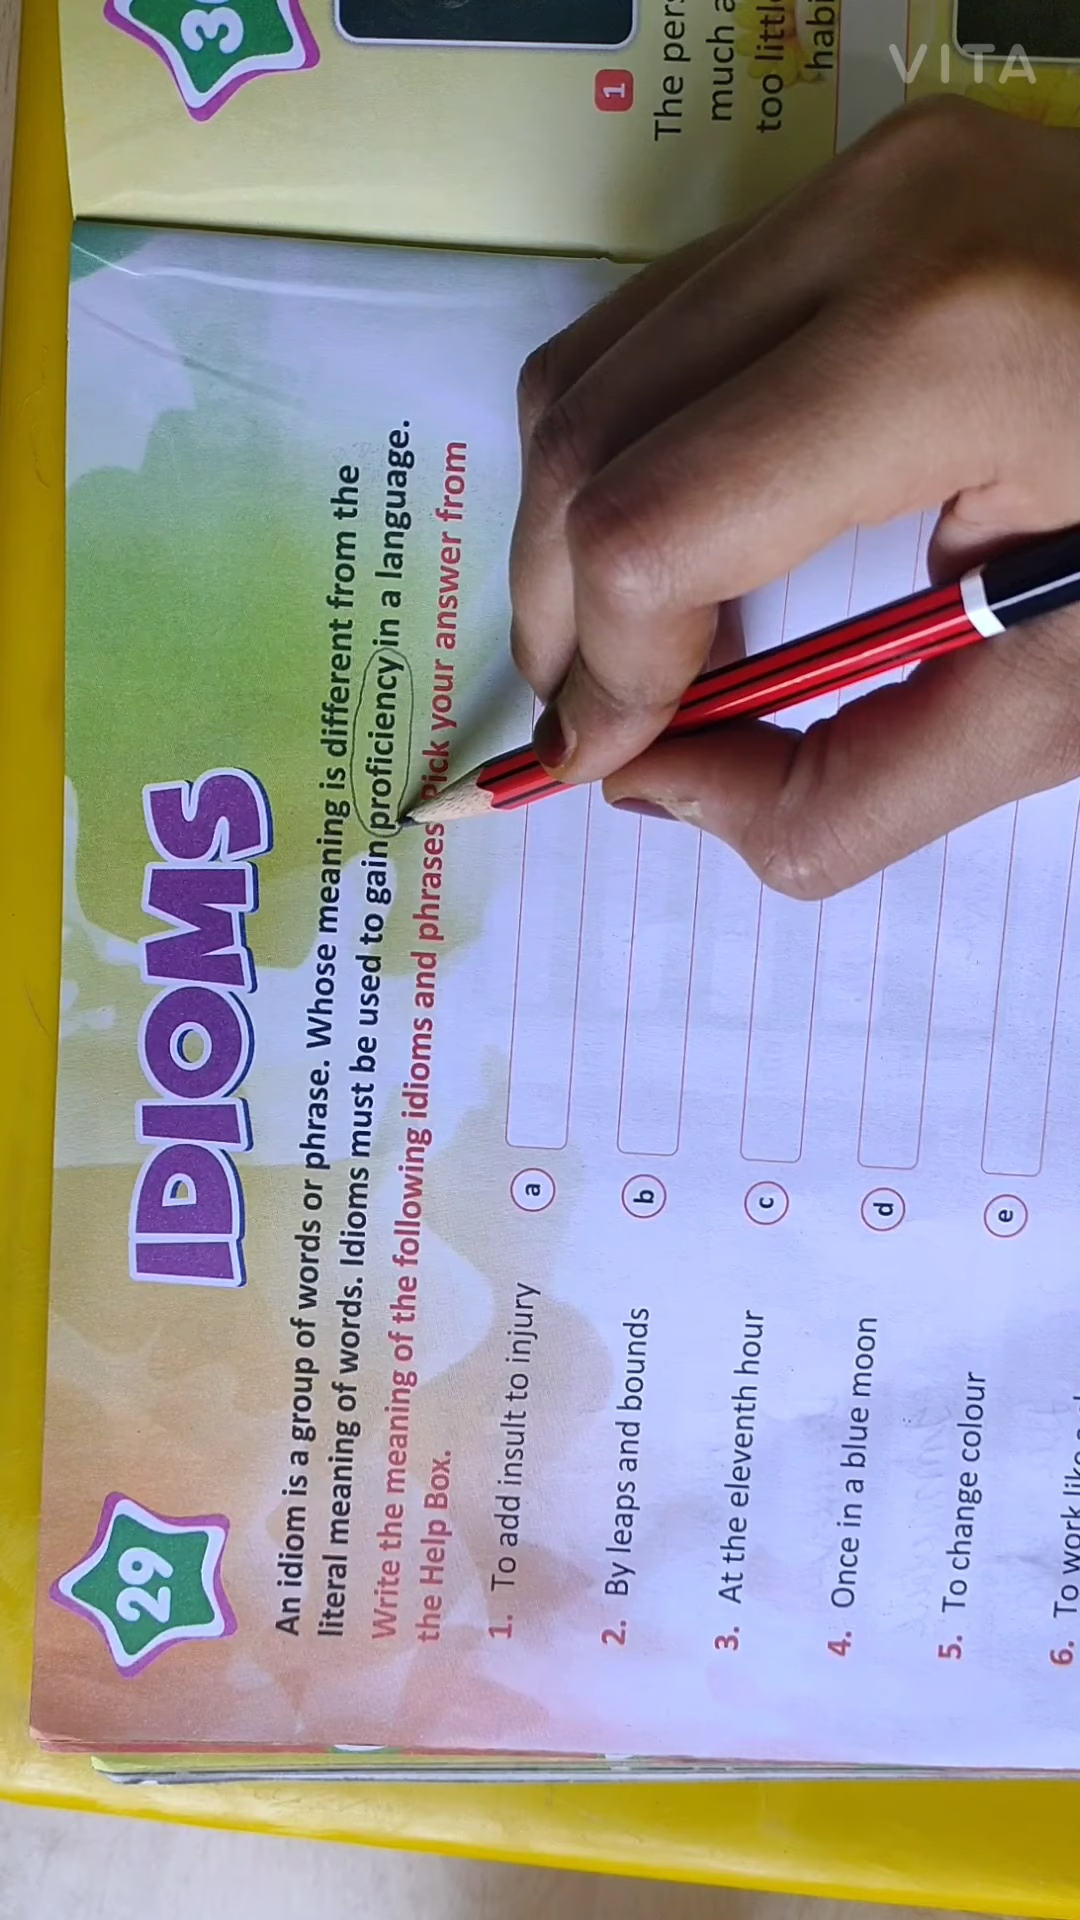 29
IDIOMS
An idiom is a group of words or phrase. Whose meaning is different from the
literal meaning of words. Idioms must be used to gain proficiency in a language.
Write the meaning of the following idioms and phrases. Pick your answer from
the Help Box.
1. To add insult to injury
a
2. By leaps and bounds
b
3. At the eleventh hour
c
4. Once in a blue moon
d
5. To change colour
e
6. To work
1
The
much a
too
VITA